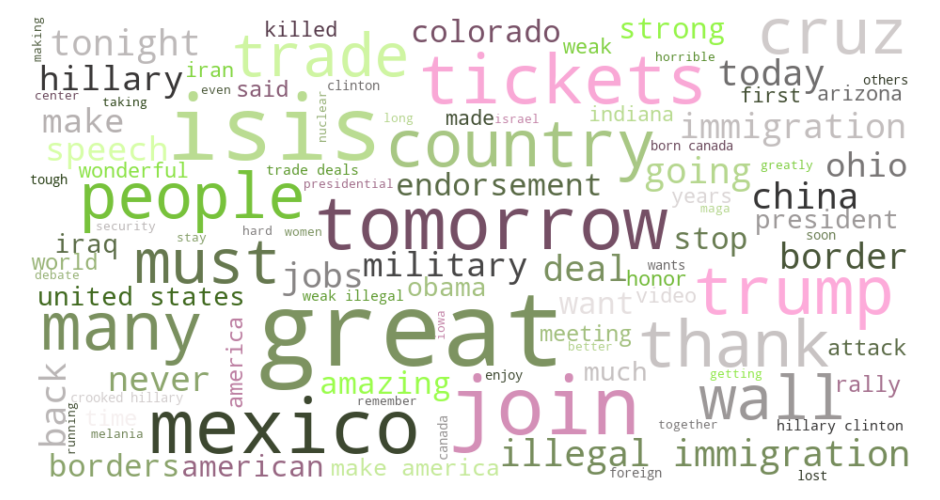 making
tonight
killed
colorado
strong
cruz
trade
weak
horrible
hillary
iran
even
said
clinton
tickets
today
others
center
taking
first
arizona
make
isis
nuclear
long
made
israel
indiana
immigration
speech
country
born canada
wonderful
trade deals
going
greatly
ohio
tough
people
presidential
endorsement
years
china
maga
president
security
stay
hard
women
tomorrow
stop
soon
iraq
must
military
border
world
debate
jobs
deal
wants
honor
united states
weak illegal
obama
want
video
trump
many
great
iowa
meeting
better
thank
attack
america
back
never
amazing
enjoy
much
getting
rally
crooked hillary
remember
join
wall
time
running
melania
mexico
canada
together
hillary clinton
borders
american
make america
illegal immigration
foreign
lost